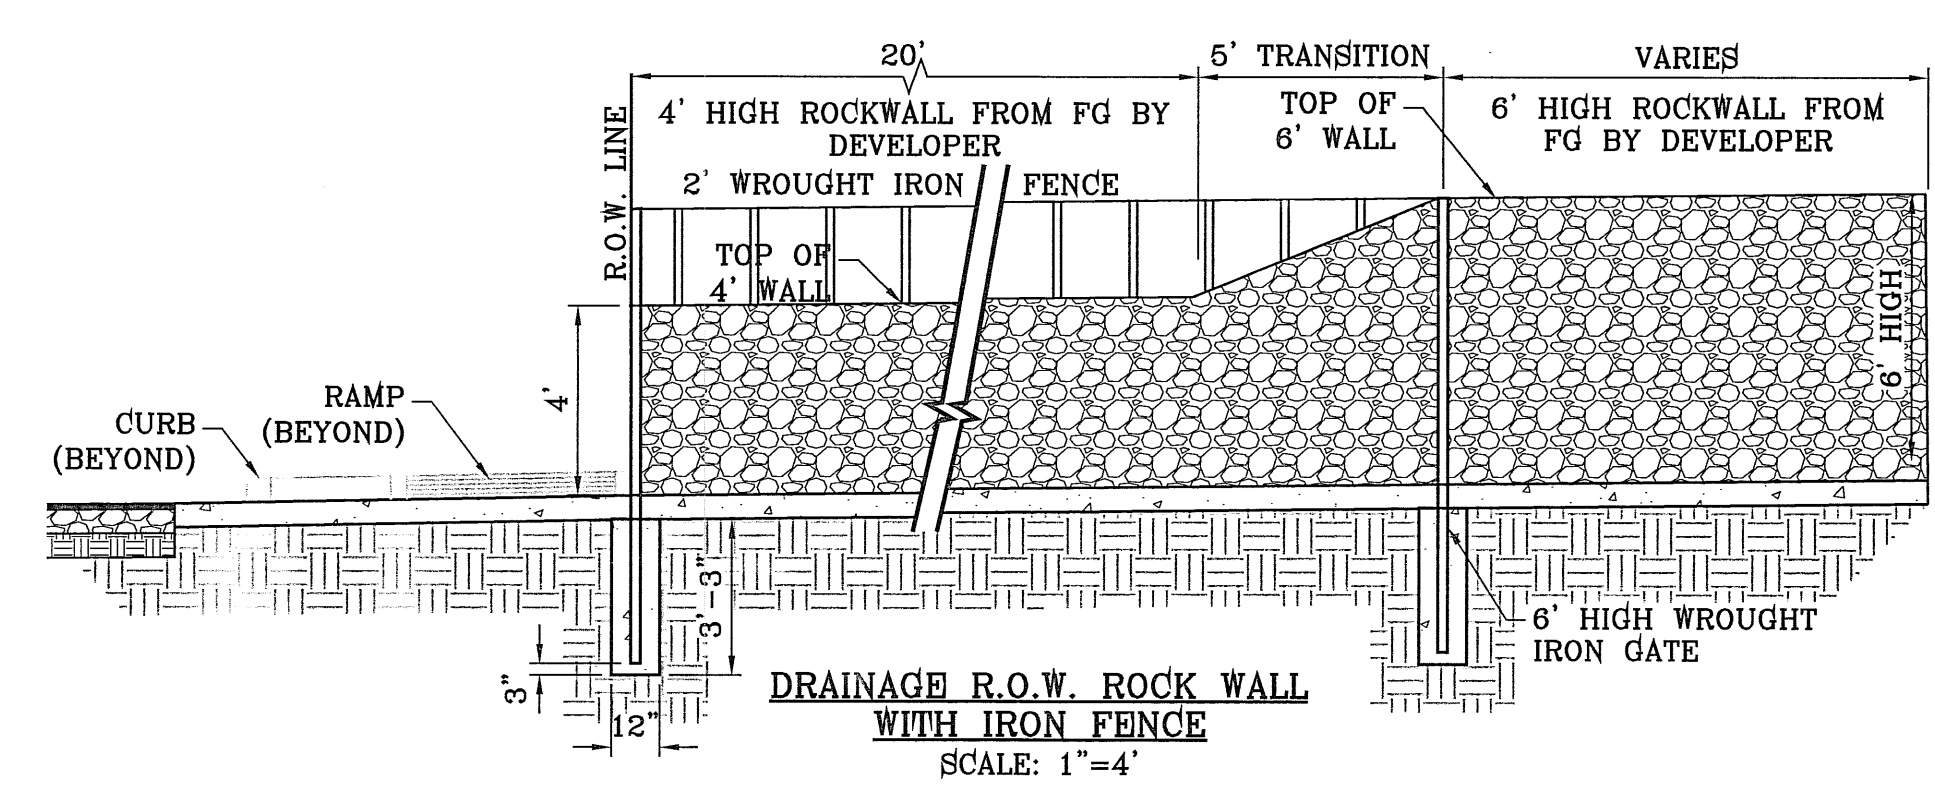 20'
5' TRANSITION
VARIES
4' HIGH ROCKWALL FROM FG BY
DEVELOPER
TOP OF
6' WALL
6' HIGH ROCKWALL FROM
FG BY DEVELOPER
R.O.W. LINE
2' WROUGHT IRON FENCE
TOP OF
4' WALL
6' HIGH
4'
RAMP
(BEYOND)
CURB
(BEYOND)
3'-3"
3"
12"
6' HIGH WROUGHT
IRON GATE
DRAINAGE R.O.W. ROCK WALL
WITH IRON FENCE
SCALE: 1"=4'